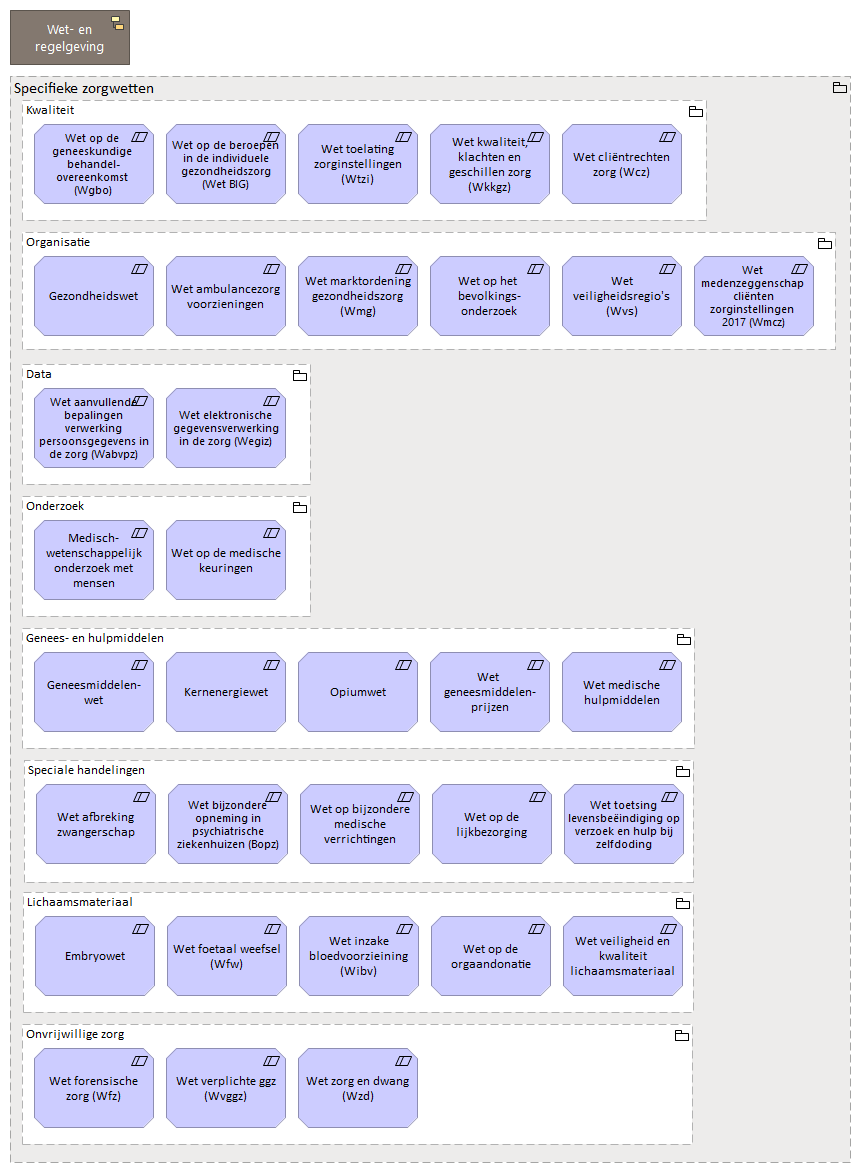 Wet- en
regelgeving
Specifieke zorgwetten
Kwaliteit
Wet op de
geneeskundige
behandel-
overeenkomst
(Wgbo)
Wet op de beroepen
in de individuele
gezondheidszorg
(Wet BIG)
Wet toelating
zorginstellingen
(Wtzi)
Wet kwaliteit,
klachten en
geschillen zorg
(Wkkgz)
Wet cliëntrechten
zorg (Wcz)
Organisatie
Gezondheidswet
Wet ambulancezorg
voorzieningen
Wet marktordening
gezondheidszorg
(Wmg)
Wet op het
bevolkings-
onderzoek
Wet
veiligheidsregio's
(Wvs)
Wet
medenzeggenschap
cliënten
zorginstellingen
2017 (Wmcz)
Data
Wet aanvullende
bepalingen
verwerking
persoonsgegevens in
de zorg (Wabvpz)
Wet elektronische
gegevensverwerking
in de zorg (Wegiz)
Onderzoek
Medisch-
wetenschappelijk
onderzoek met
mensen
Wet op de medische
keuringen
Genees- en hulpmiddelen
Geneesmiddelen-
wet
Kernenergiewet
Opiumwet
Wet
geneesmiddelen-
prijzen
Wet medische
hulpmiddelen
Speciale handelingen
Wet afbreking
zwangerschap
Wet bijzondere
opneming in
psychiatrische
ziekenhuizen (Bopz)
Wet op bijzondere
medische
verrichtingen
Wet op de
lijkbezorging
Wet toetsing
levensbeëindiging op
verzoek en hulp bij
zelfdoding
Lichaamsmateriaal
Embryowet
Wet foetaal weefsel
(Wfw)
Wet inzake
bloedvoorzieining
(Wibv)
Wet op de
orgaandonatie
Wet veiligheid en
kwaliteit
lichaamsmateriaal
Onvrijwillige zorg
Wet forensische
zorg (Wfz)
Wet verplichte ggz
(Wvggz)
Wet zorg en dwang
(Wzd)